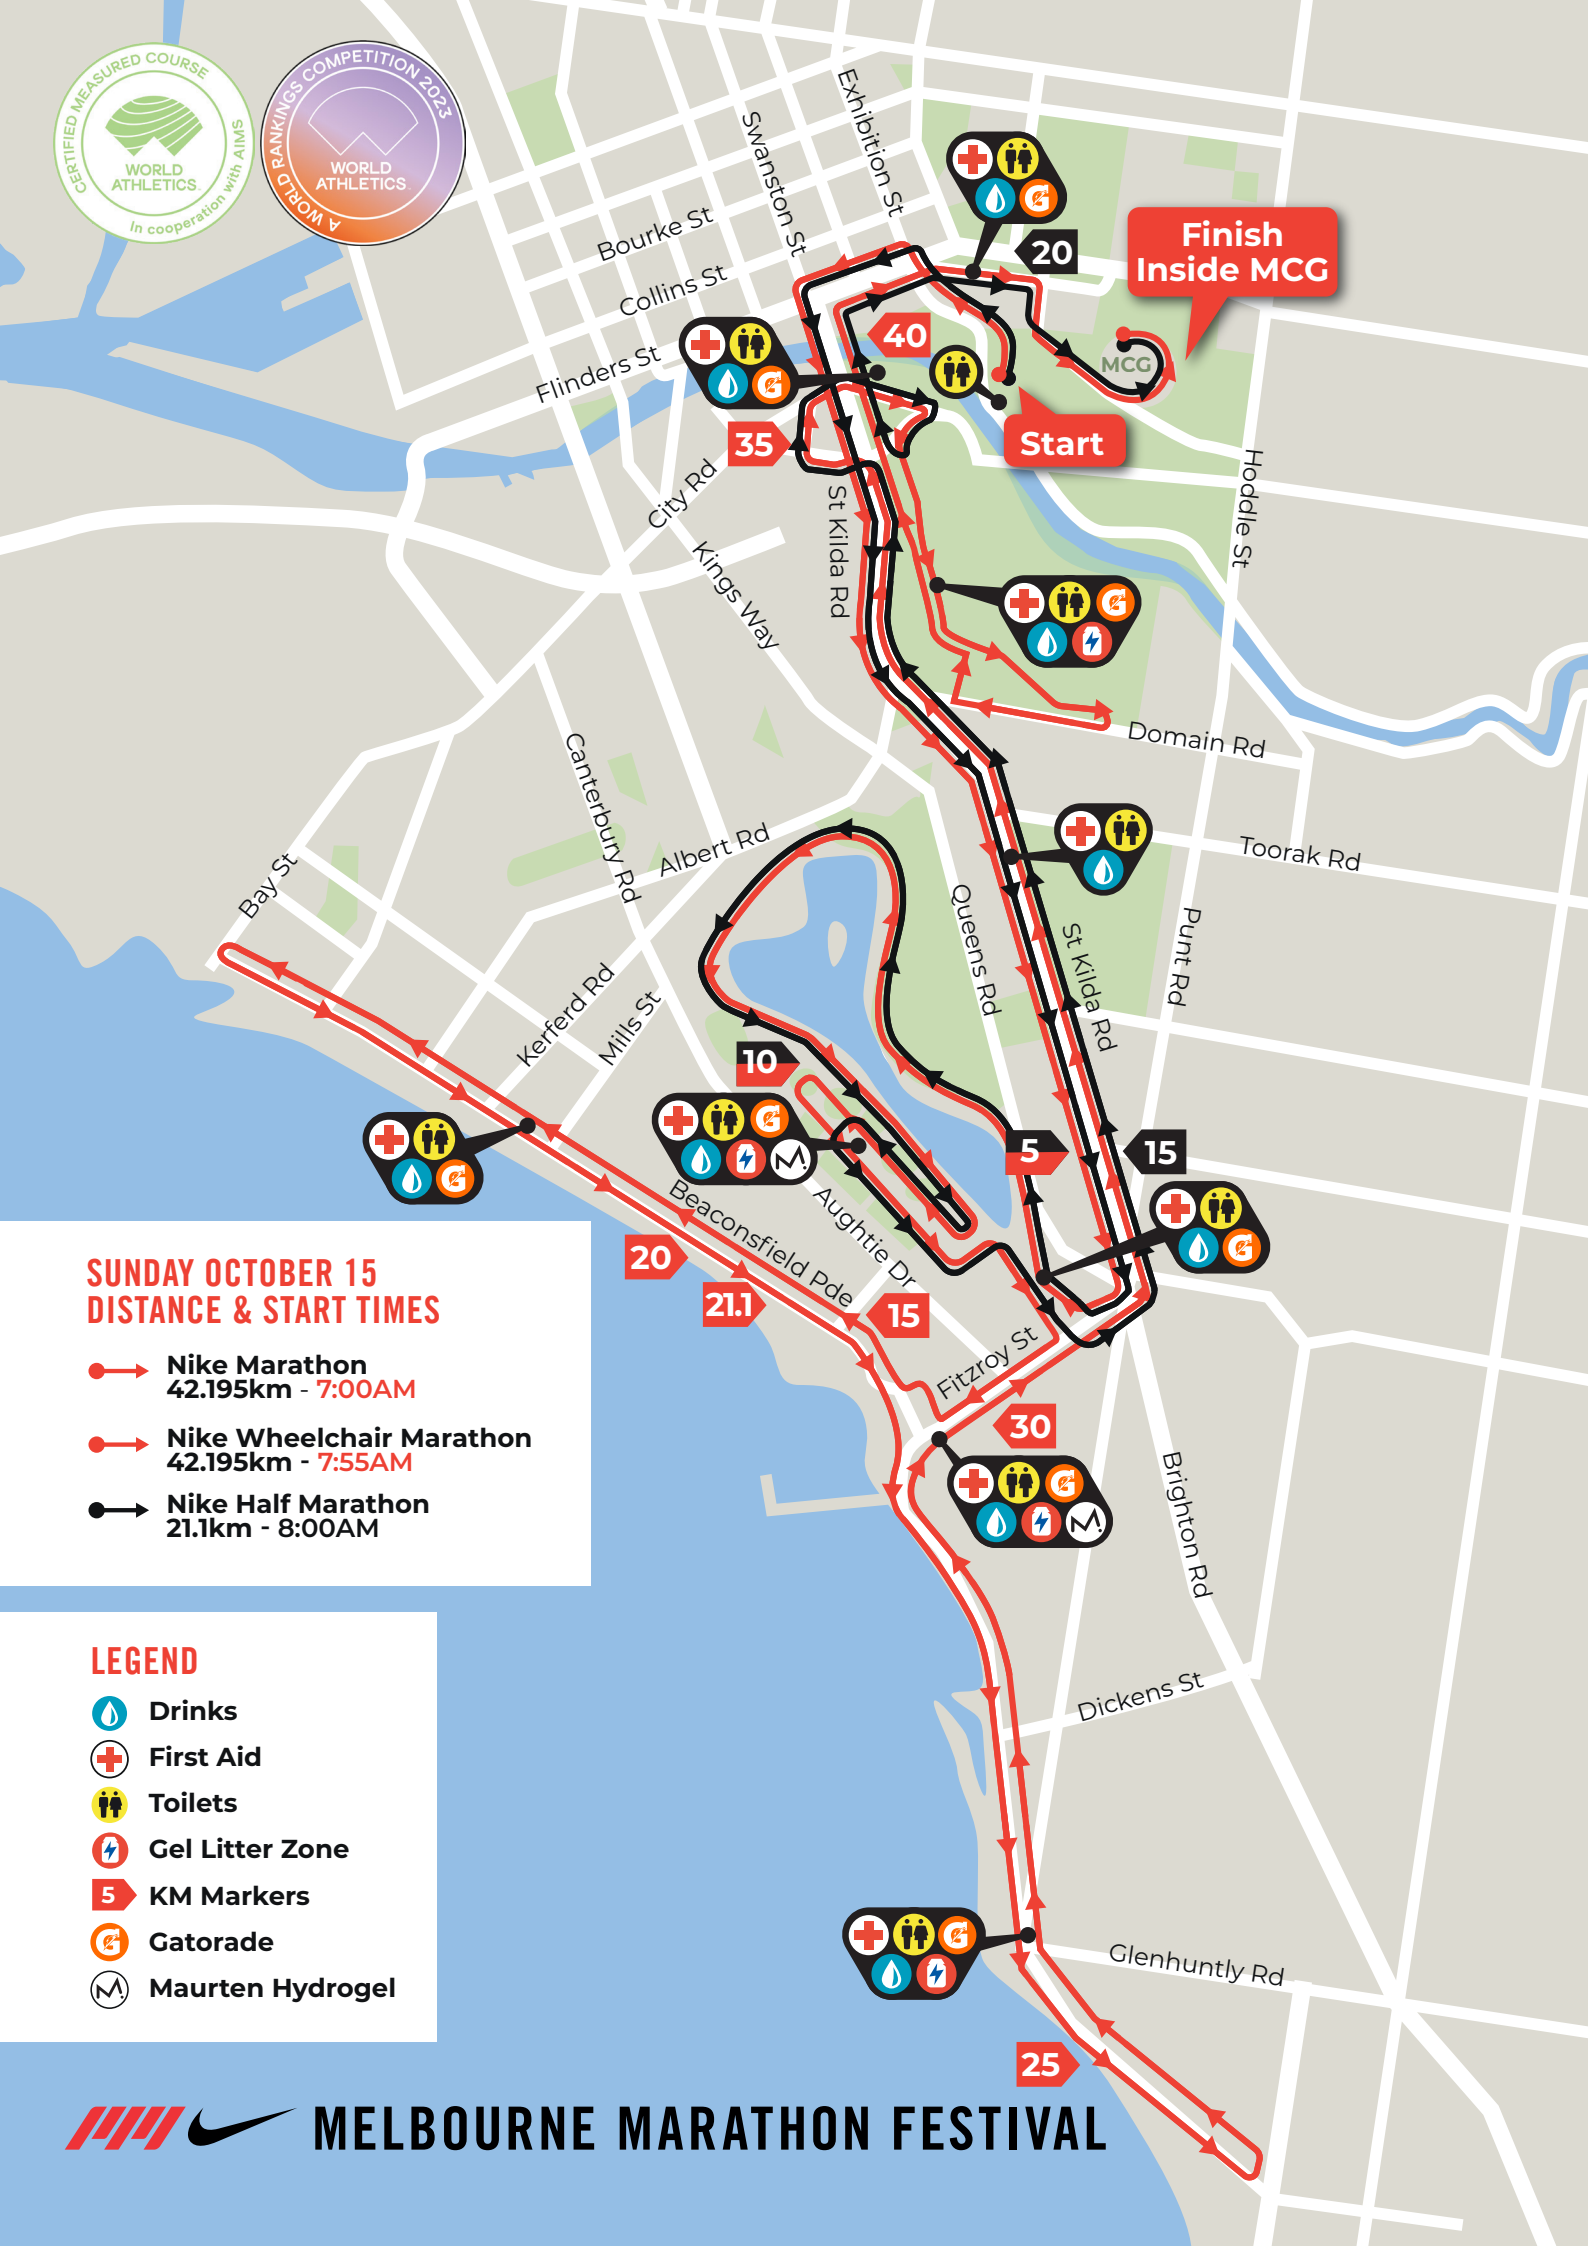 CERTIFIED MEASURED COURSE
WORLD
ATHLETICS
In cooperation with AIMS
A WORLD RANKINGS COMPETITION 2023
WORLD
ATHLETICS
Exhibition St
Swanston St
Bourke St
Collins St
Flinders St
20
Finish
Inside MCG
40
MCG
Start
35
City Rd
St Kilda Rd
Kings Way
Hoddle St
Domain Rd
Canterbury Rd
Albert Rd
Toorak Rd
Bay St
Queens Rd
St Kilda Rd
Punt Rd
Kerferd Rd
Mills St
10
5
15
Beaconsfield Pde
Aughtie Dr
20
21.1
15
Fitzroy St
30
Brighton Rd
Dickens St
Glenhuntly Rd
25
SUNDAY OCTOBER 15
DISTANCE & START TIMES
Nike Marathon
42.195km - 7:00AM
Nike Wheelchair Marathon
42.195km - 7:55AM
Nike Half Marathon
21.1km - 8:00AM
LEGEND
Drinks
First Aid
Toilets
Gel Litter Zone
5 KM Markers
Gatorade
Maurten Hydrogel
MELBOURNE MARATHON FESTIVAL